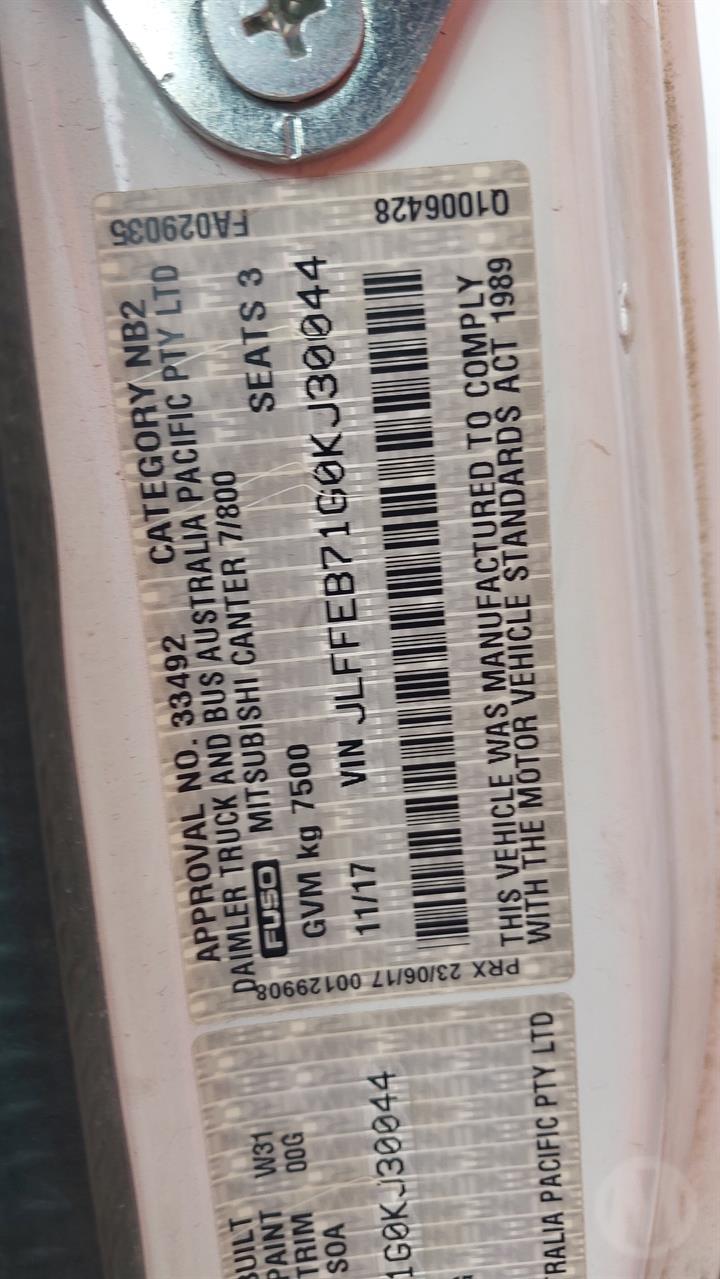 FA029035
Q1006428
APPROVAL NO. 33492 CATEGORY NB2
DAIMLER TRUCK AND BUS AUSTRALIA PACIFIC PTY LTD
FUSO MITSUBISHI CANTER 7/800
GVM kg 7500 SEATS 3
11/17 VIN JLFFEB71G0KJ30044
THIS VEHICLE WAS MANUFACTURED TO COMPLY
WITH THE MOTOR VEHICLE STANDARDS ACT 1989
PRX 23/06/17 00129908
BUILT
PAINT W31
TRIM 00G
SOA
1G0KJ30044
RALIA PACIFIC PTY LTD